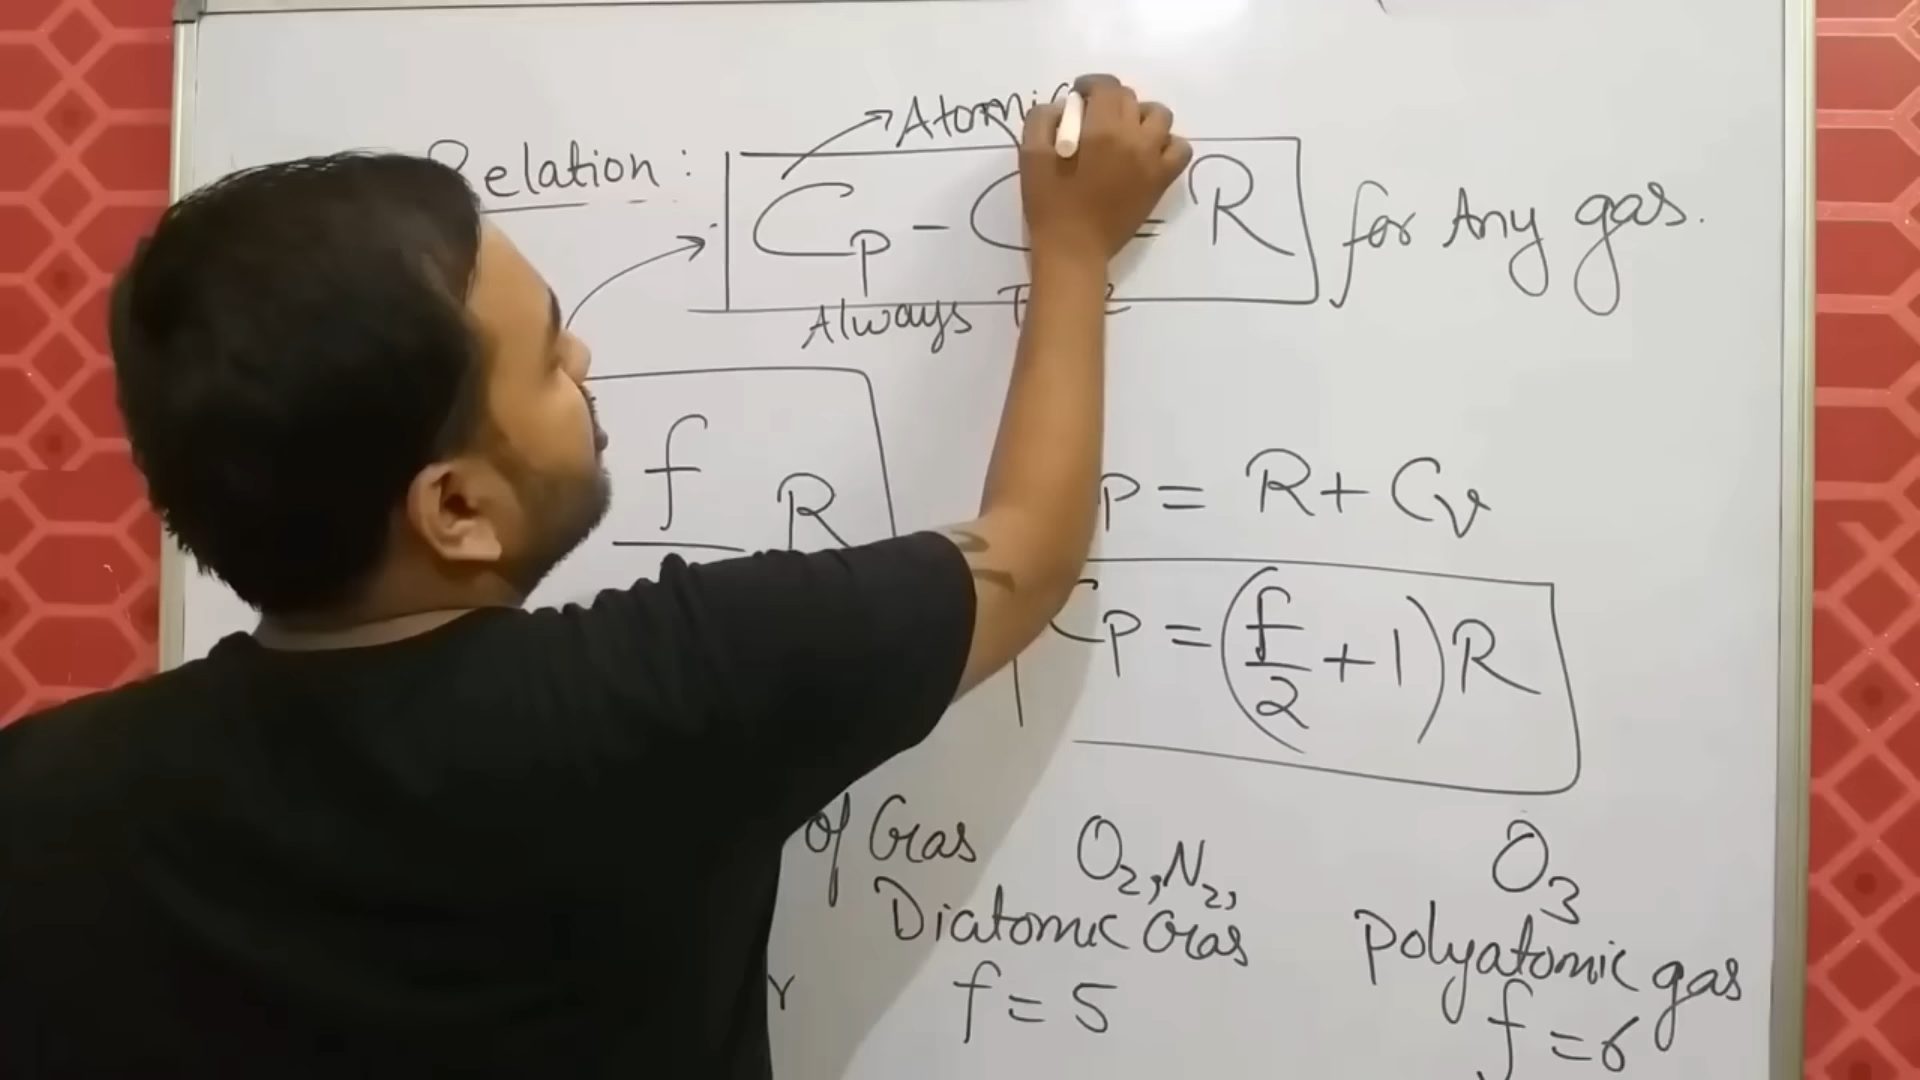 Atomic
Relation :
Cp - C = R for Any gas.
Always
f R
P = R + Cv
Cp = (f/2 + 1) R
of Gas O2, N2, O3
Diatomic Gas Polyatomic gas
f = 5 f = 6